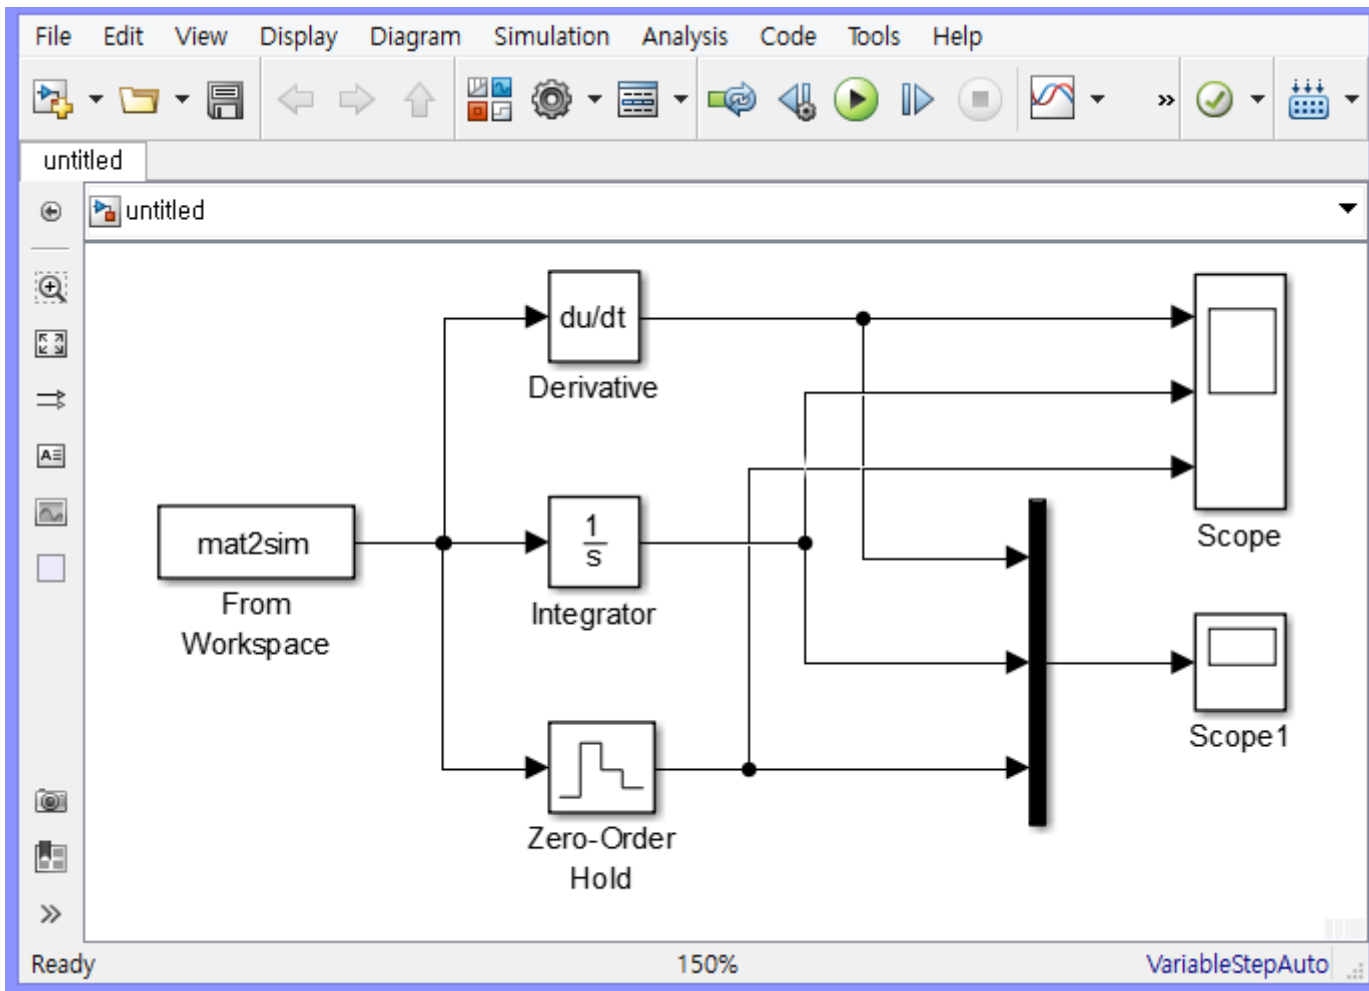 File Edit View Display Diagram Simulation Analysis Code Tools Help
untitled
untitled
du/dt
Derivative
mat2sim
From
Workspace
1
s
Integrator
Zero-Order
Hold
Scope
Scope1
Ready 150% VariableStepAuto